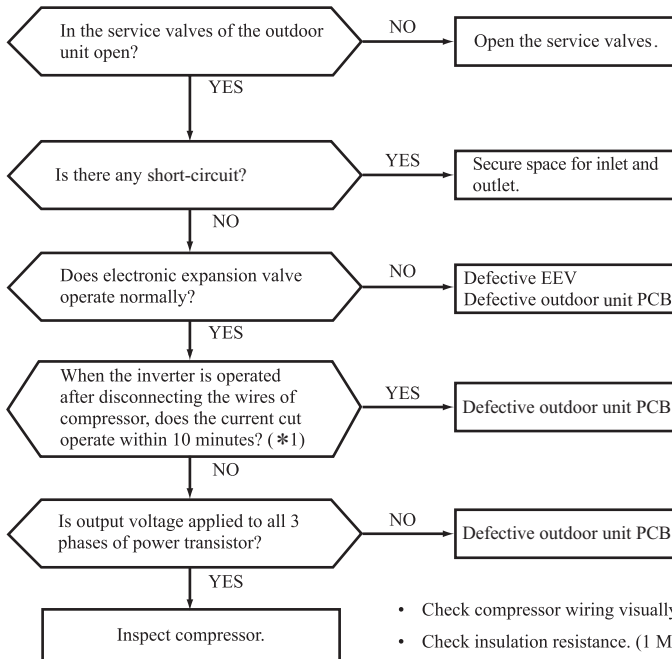 In the service valves of the outdoor
unit open?
NO
Open the service valves.
YES
Is there any short-circuit?
YES
Secure space for inlet and
outlet.
NO
Does electronic expansion valve
operate normally?
NO
Defective EEV
Defective outdoor unit PCB
YES
When the inverter is operated
after disconnecting the wires of
compressor, does the current cut
operate within 10 minutes? (*1)
YES
Defective outdoor unit PCB
NO
Is output voltage applied to all 3
phases of power transistor?
NO
Defective outdoor unit PCB
YES
Inspect compressor.
• Check compressor wiring visually
• Check insulation resistance. (1 M